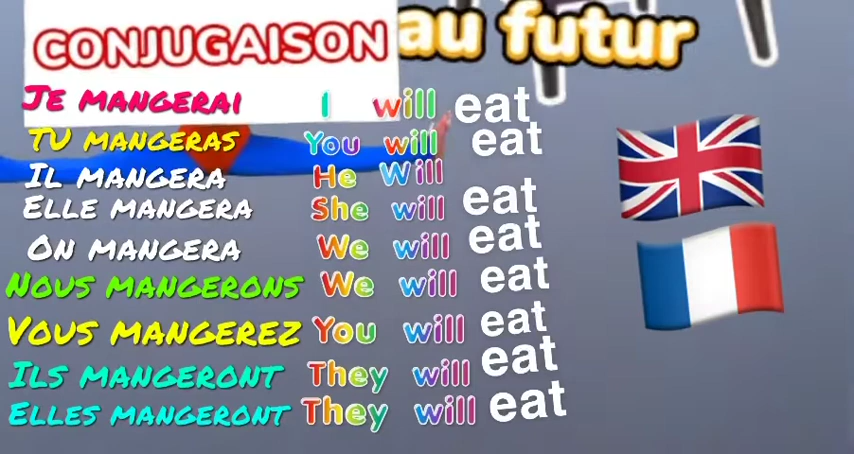 CONJUGAISON au futur
JE MANGERAI I will eat
TU MANGERAS You will eat
IL MANGERA He Will
ELLE MANGERA She will eat
ON MANGERA We will eat
NOUS MANGERONS We will eat
VOUS MANGEREZ You will eat
ILS MANGERONT They will eat
ELLES MANGERONT They will eat